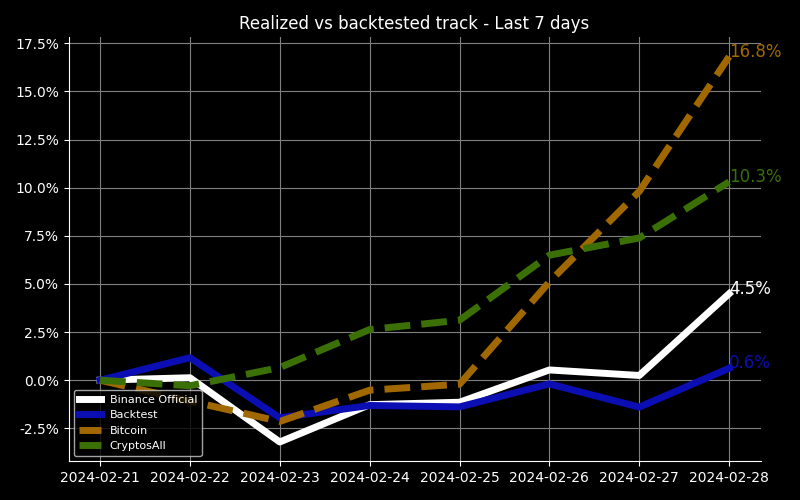 Realized vs backtested track - Last 7 days
17.5%
16.8%
15.0%
12.5%
10.0%
10.3%
7.5%
5.0%
4.5%
2.5%
0.6%
0.0%
-2.5%
Binance Official
Backtest
Bitcoin
CryptosAll
2024-02-21 2024-02-22 2024-02-23 2024-02-24 2024-02-25 2024-02-26 2024-02-27 2024-02-28